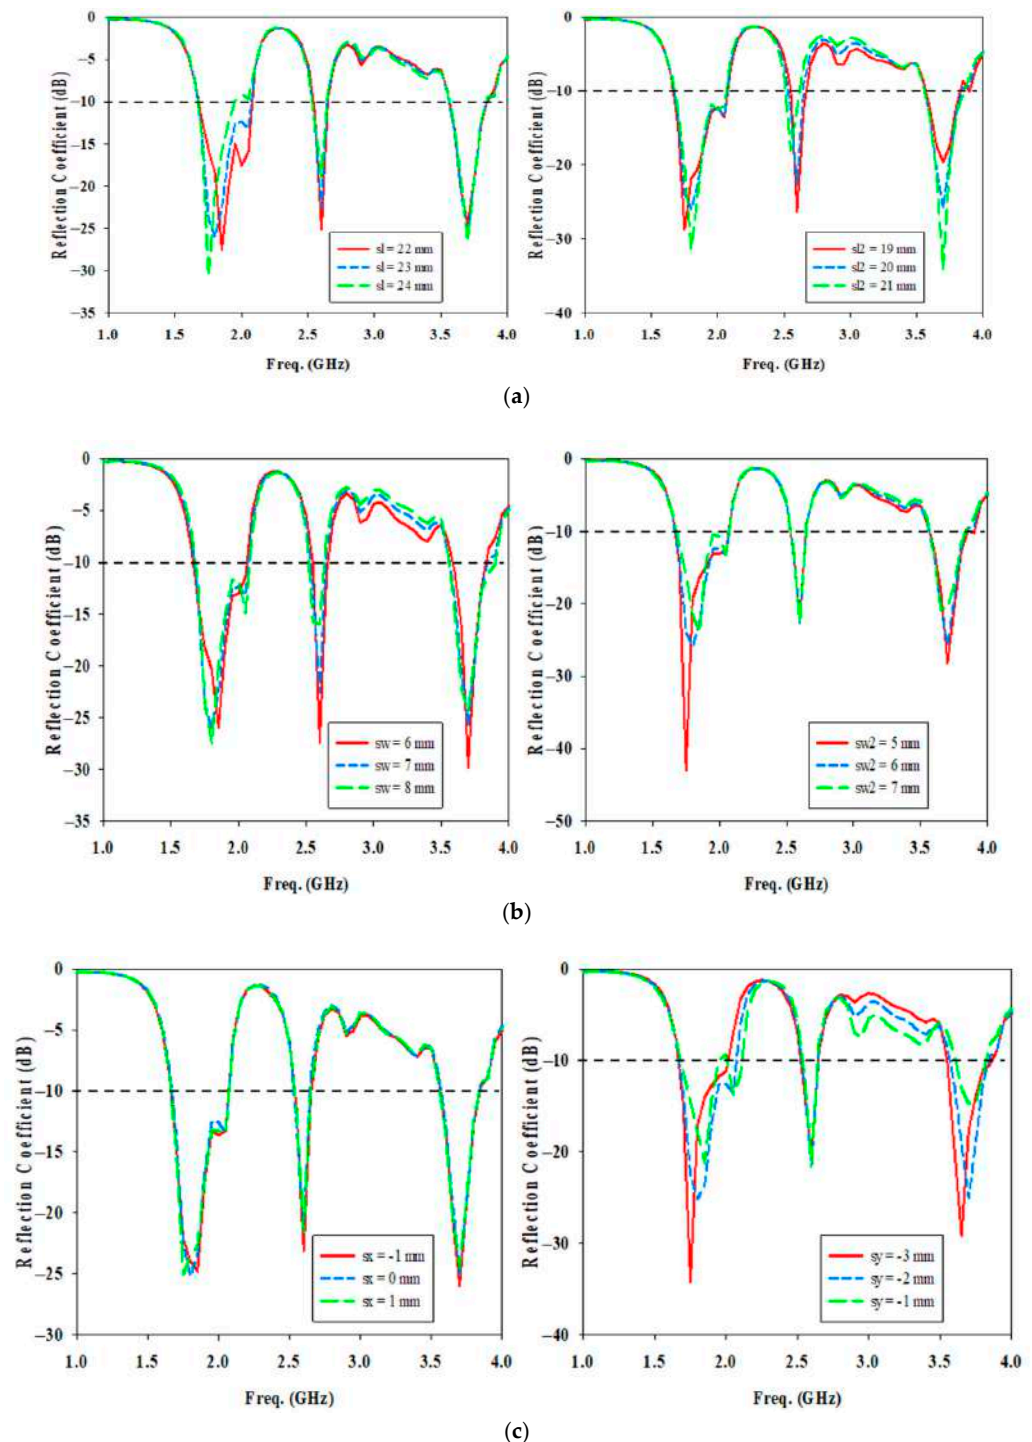 0
−5
−10
−15
−20
−25
−30
−35
Reflection Coefficient (dB)
sl = 22 mm
sl = 23 mm
sl = 24 mm
1.0 1.5 2.0 2.5 3.0 3.5 4.0
Freq. (GHz)
0
−10
−20
−30
−40
Reflection Coefficient (dB)
sl2 = 19 mm
sl2 = 20 mm
sl2 = 21 mm
1.0 1.5 2.0 2.5 3.0 3.5 4.0
Freq. (GHz)
(a)
0
−5
−10
−15
−20
−25
−30
−35
Reflection Coefficient (dB)
sw = 6 mm
sw = 7 mm
sw = 8 mm
1.0 1.5 2.0 2.5 3.0 3.5 4.0
Freq. (GHz)
0
−10
−20
−30
−40
−50
Reflection Coefficient (dB)
sw2 = 5 mm
sw2 = 6 mm
sw2 = 7 mm
1.0 1.5 2.0 2.5 3.0 3.5 4.0
Freq. (GHz)
(b)
0
−5
−10
−15
−20
−25
−30
Reflection Coefficient (dB)
sx = -1 mm
sx = 0 mm
sx = 1 mm
1.0 1.5 2.0 2.5 3.0 3.5 4.0
Freq. (GHz)
0
−10
−20
−30
−40
Reflection Coefficient (dB)
sy = -3 mm
sy = -2 mm
sy = -1 mm
1.0 1.5 2.0 2.5 3.0 3.5 4.0
Freq. (GHz)
(c)